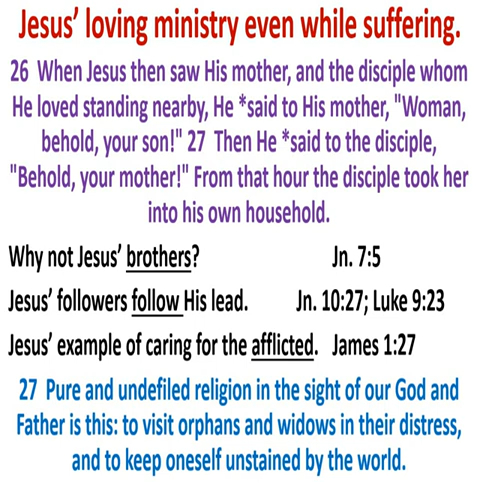 Jesus' loving ministry even while suffering.
26 When Jesus then saw His mother, and the disciple whom
He loved standing nearby, He *said to His mother, "Woman,
behold, your son!" 27 Then He *said to the disciple,
"Behold, your mother!" From that hour the disciple took her
into his own household.
Why not Jesus' brothers? Jn. 7:5
Jesus' followers follow His lead. Jn. 10:27; Luke 9:23
Jesus' example of caring for the afflicted. James 1:27
27 Pure and undefiled religion in the sight of our God and
Father is this: to visit orphans and widows in their distress,
and to keep oneself unstained by the world.